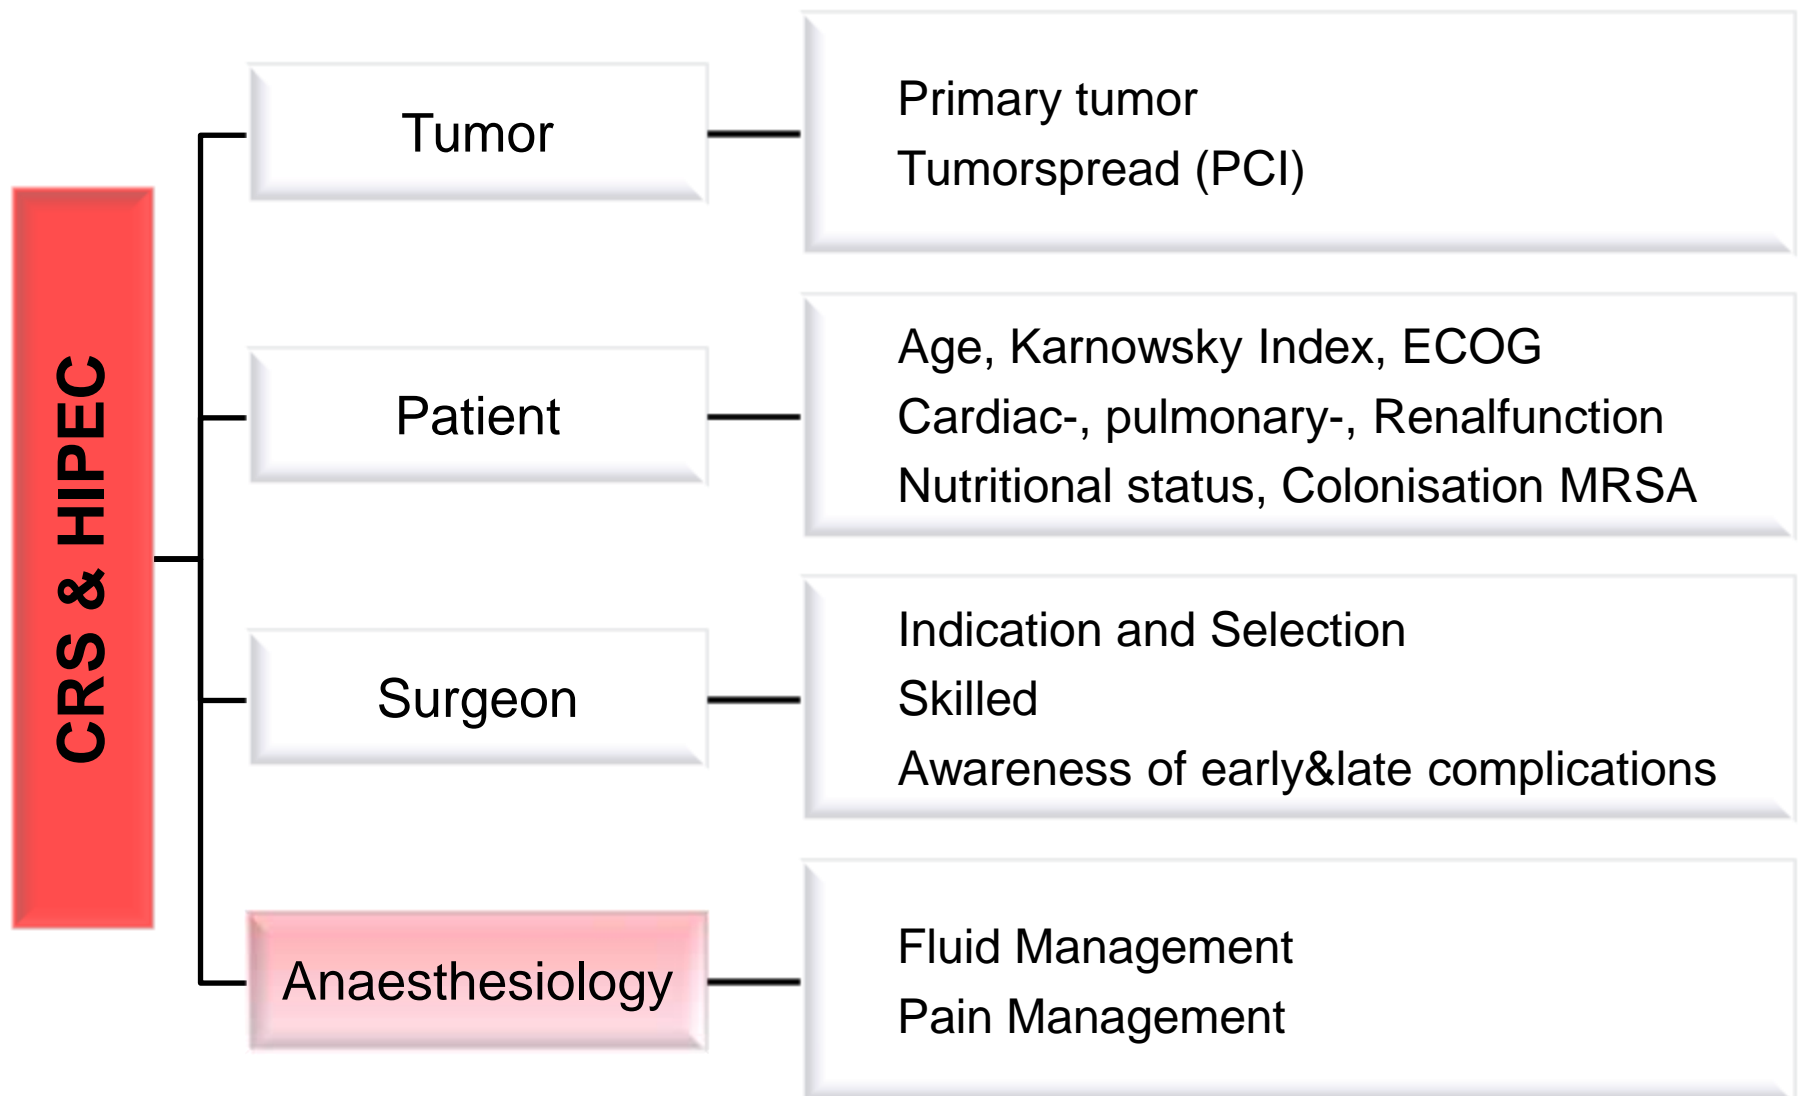 CRS & HIPEC
Tumor
Primary tumor
Tumorspread (PCI)
Patient
Age, Karnowsky Index, ECOG
Cardiac-, pulmonary-, Renalfunction
Nutritional status, Colonisation MRSA
Surgeon
Indication and Selection
Skilled
Awareness of early&late complications
Anaesthesiology
Fluid Management
Pain Management